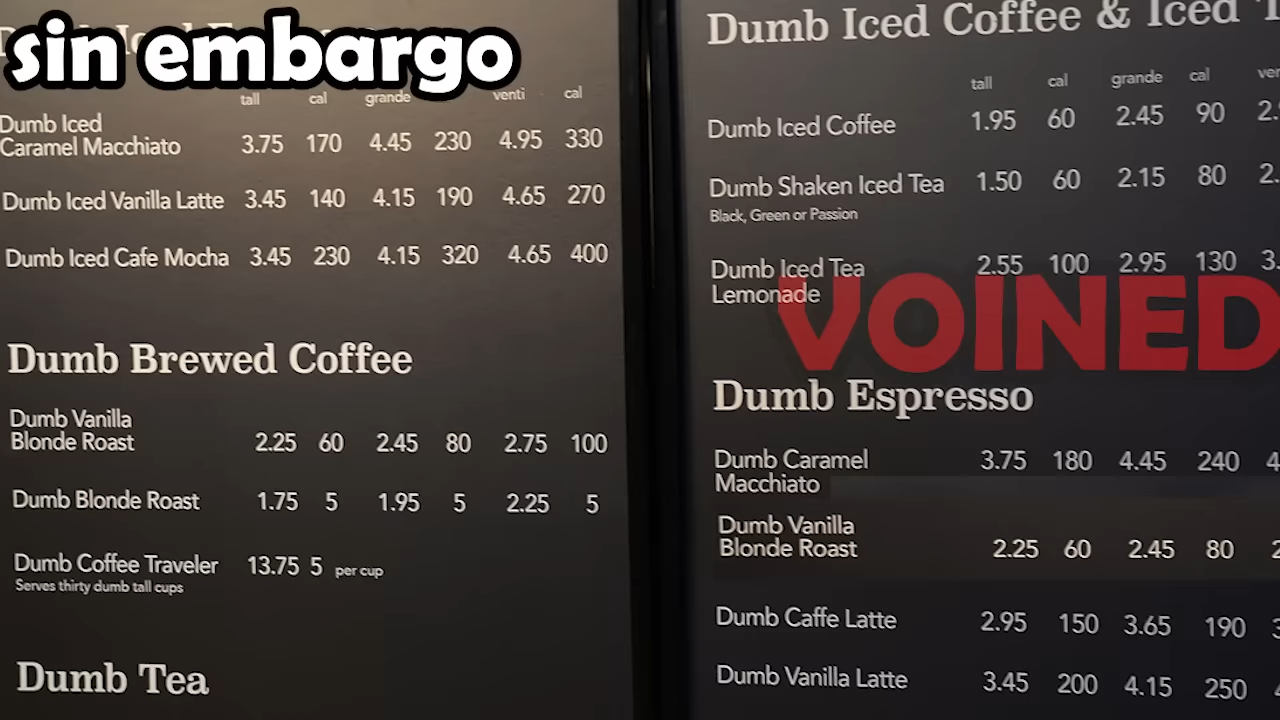 sin embargo
tall cal grande venti cal
Dumb Iced
Caramel Macchiato 3.75 170 4.45 230 4.95 330
Dumb Iced Vanilla Latte 3.45 140 4.15 190 4.65 270
Dumb Iced Cafe Mocha 3.45 230 4.15 320 4.65 400
Dumb Brewed Coffee
Dumb Vanilla
Blonde Roast 2.25 60 2.45 80 2.75 100
Dumb Blonde Roast 1.75 5 1.95 5 2.25 5
Dumb Coffee Traveler 13.75 5 per cup
Serves thirty dumb tall cups
Dumb Tea
Dumb Iced Coffee & Iced
tall cal grande cal
Dumb Iced Coffee 1.95 60 2.45 90
Dumb Shaken Iced Tea 1.50 60 2.15 80
Black, Green or Passion
Dumb Iced Tea 2.55 100 2.95 130
Lemonade
VOINED
Dumb Espresso
Dumb Caramel 3.75 180 4.45 240
Macchiato
Dumb Vanilla
Blonde Roast 2.25 60 2.45 80
Dumb Caffe Latte 2.95 150 3.65 190
Dumb Vanilla Latte 3.45 200 4.15 250